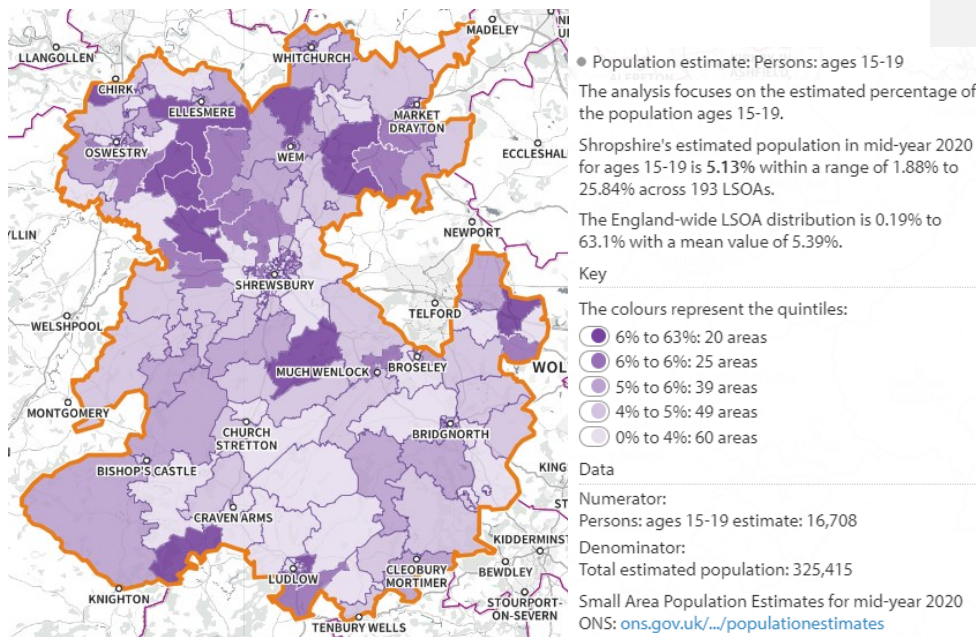 MADELEY
LLANGOLLEN
WHITCHURCH
CHIRK
ELLESMERE
MARKET
DRAYTON
OSWESTRY
WEM
ECCLESHAL
NEWPORT
YLLIN
SHREWSBURY
TELFORD
WELSHPOOL
MUCH WENLOCK
BROSELEY
WOL
MONTGOMERY
CHURCH
STRETTON
BRIDGNORTH
BISHOP'S CASTLE
KING
ST
CRAVEN ARMS
KIDDERMINST
LUDLOW
CLEOBURY
MORTIMER
BEWDLEY
KNIGHTON
STOURPORT-
ON-SEVERN
TENBURY WELLS
Population estimate: Persons: ages 15-19
The analysis focuses on the estimated percentage of
the population ages 15-19.
Shropshire's estimated population in mid-year 2020
for ages 15-19 is 5.13% within a range of 1.88% to
25.84% across 193 LSOAs.
The England-wide LSOA distribution is 0.19% to
63.1% with a mean value of 5.39%.
Key
The colours represent the quintiles:
6% to 63%: 20 areas
6% to 6%: 25 areas
5% to 6%: 39 areas
4% to 5%: 49 areas
0% to 4%: 60 areas
Data
Numerator:
Persons: ages 15-19 estimate: 16,708
Denominator:
Total estimated population: 325,415
Small Area Population Estimates for mid-year 2020
ONS: ons.gov.uk/.../populationestimates